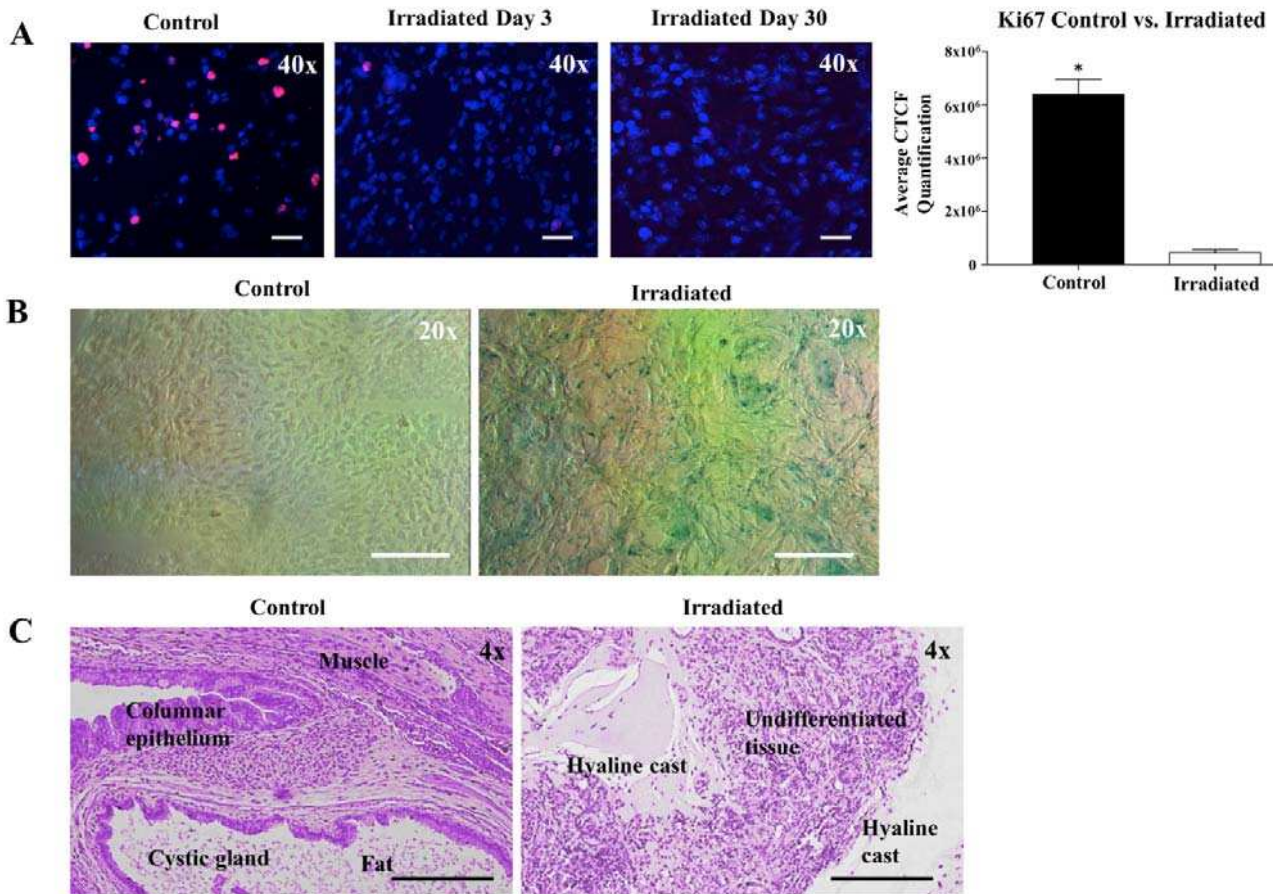 A
Control
Irradiated Day 3
Irradiated Day 30
40x
40x
40x
Ki67 Control vs. Irradiated
Average CTCF
Quantification
8x10⁶
6x10⁶
4x10⁶
2x10⁶
0
*
Control
Irradiated
B
Control
Irradiated
20x
20x
C
Control
Irradiated
4x
Muscle
Columnar
epithelium
Cystic gland
Fat
4x
Undifferentiated
tissue
Hyaline cast
Hyaline
cast